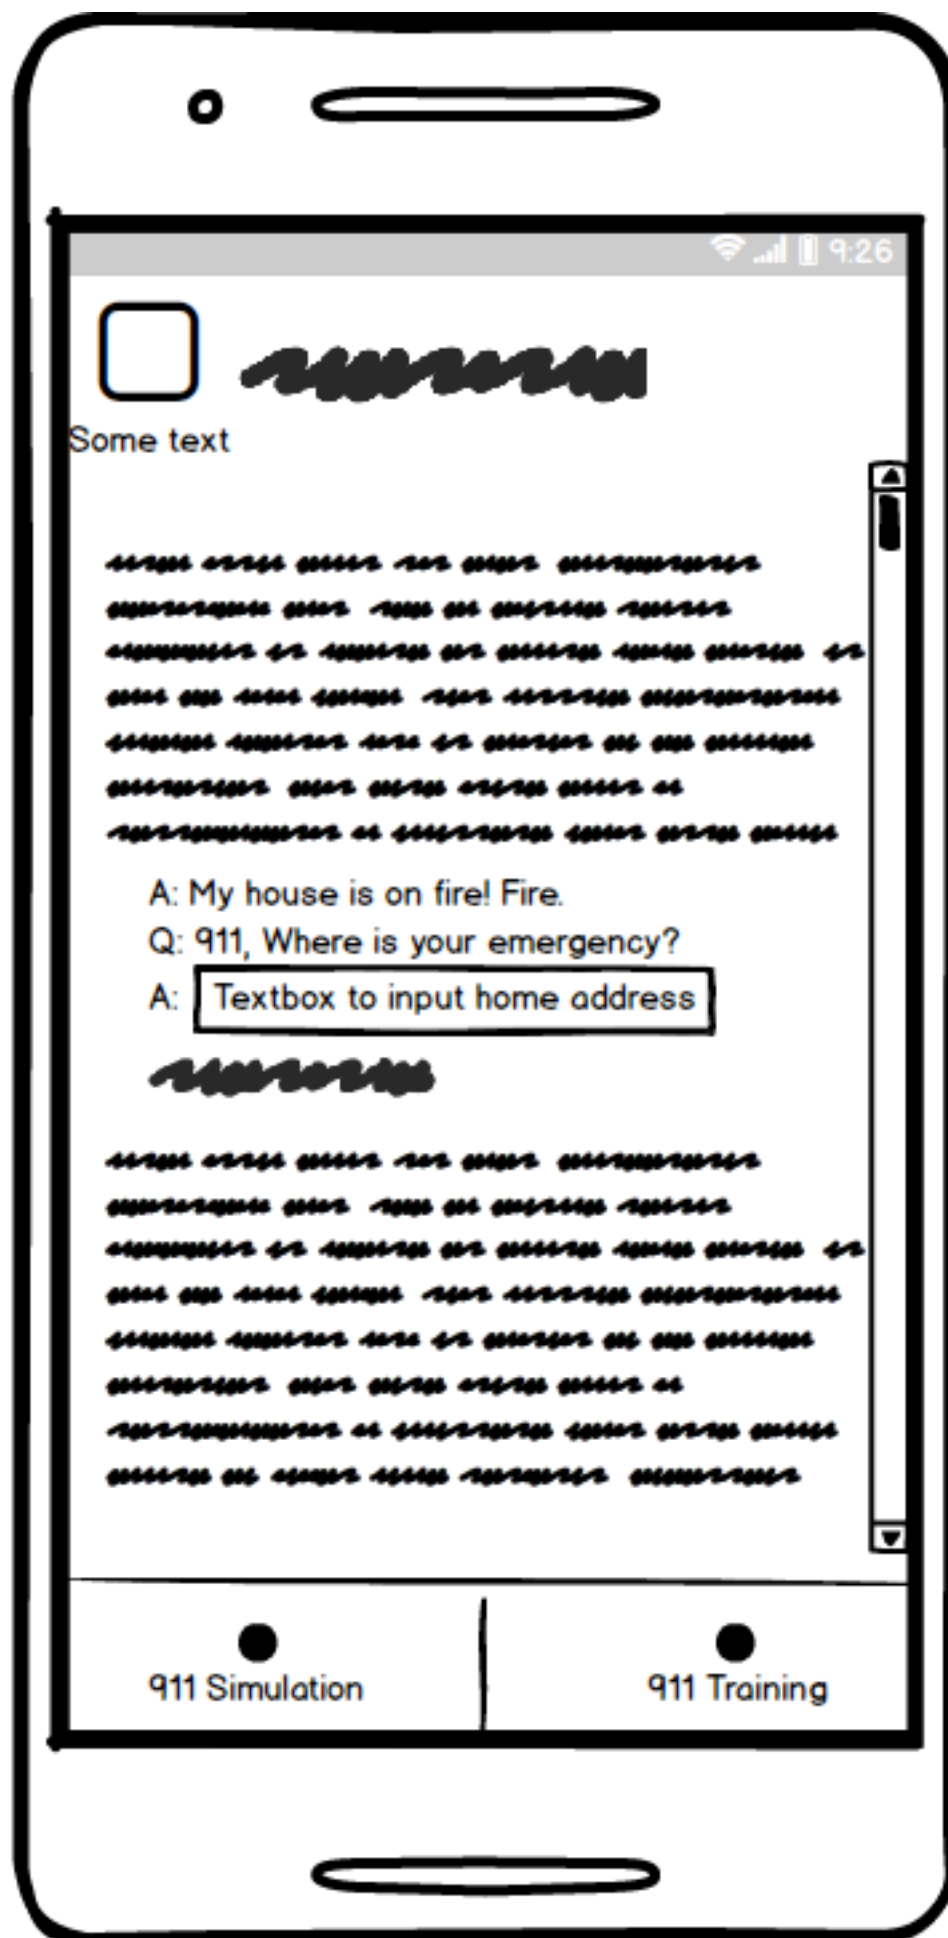 9:26
Some text
A: My house is on fire! Fire.
Q: 911, Where is your emergency?
A: Textbox to input home address
911 Simulation
911 Training